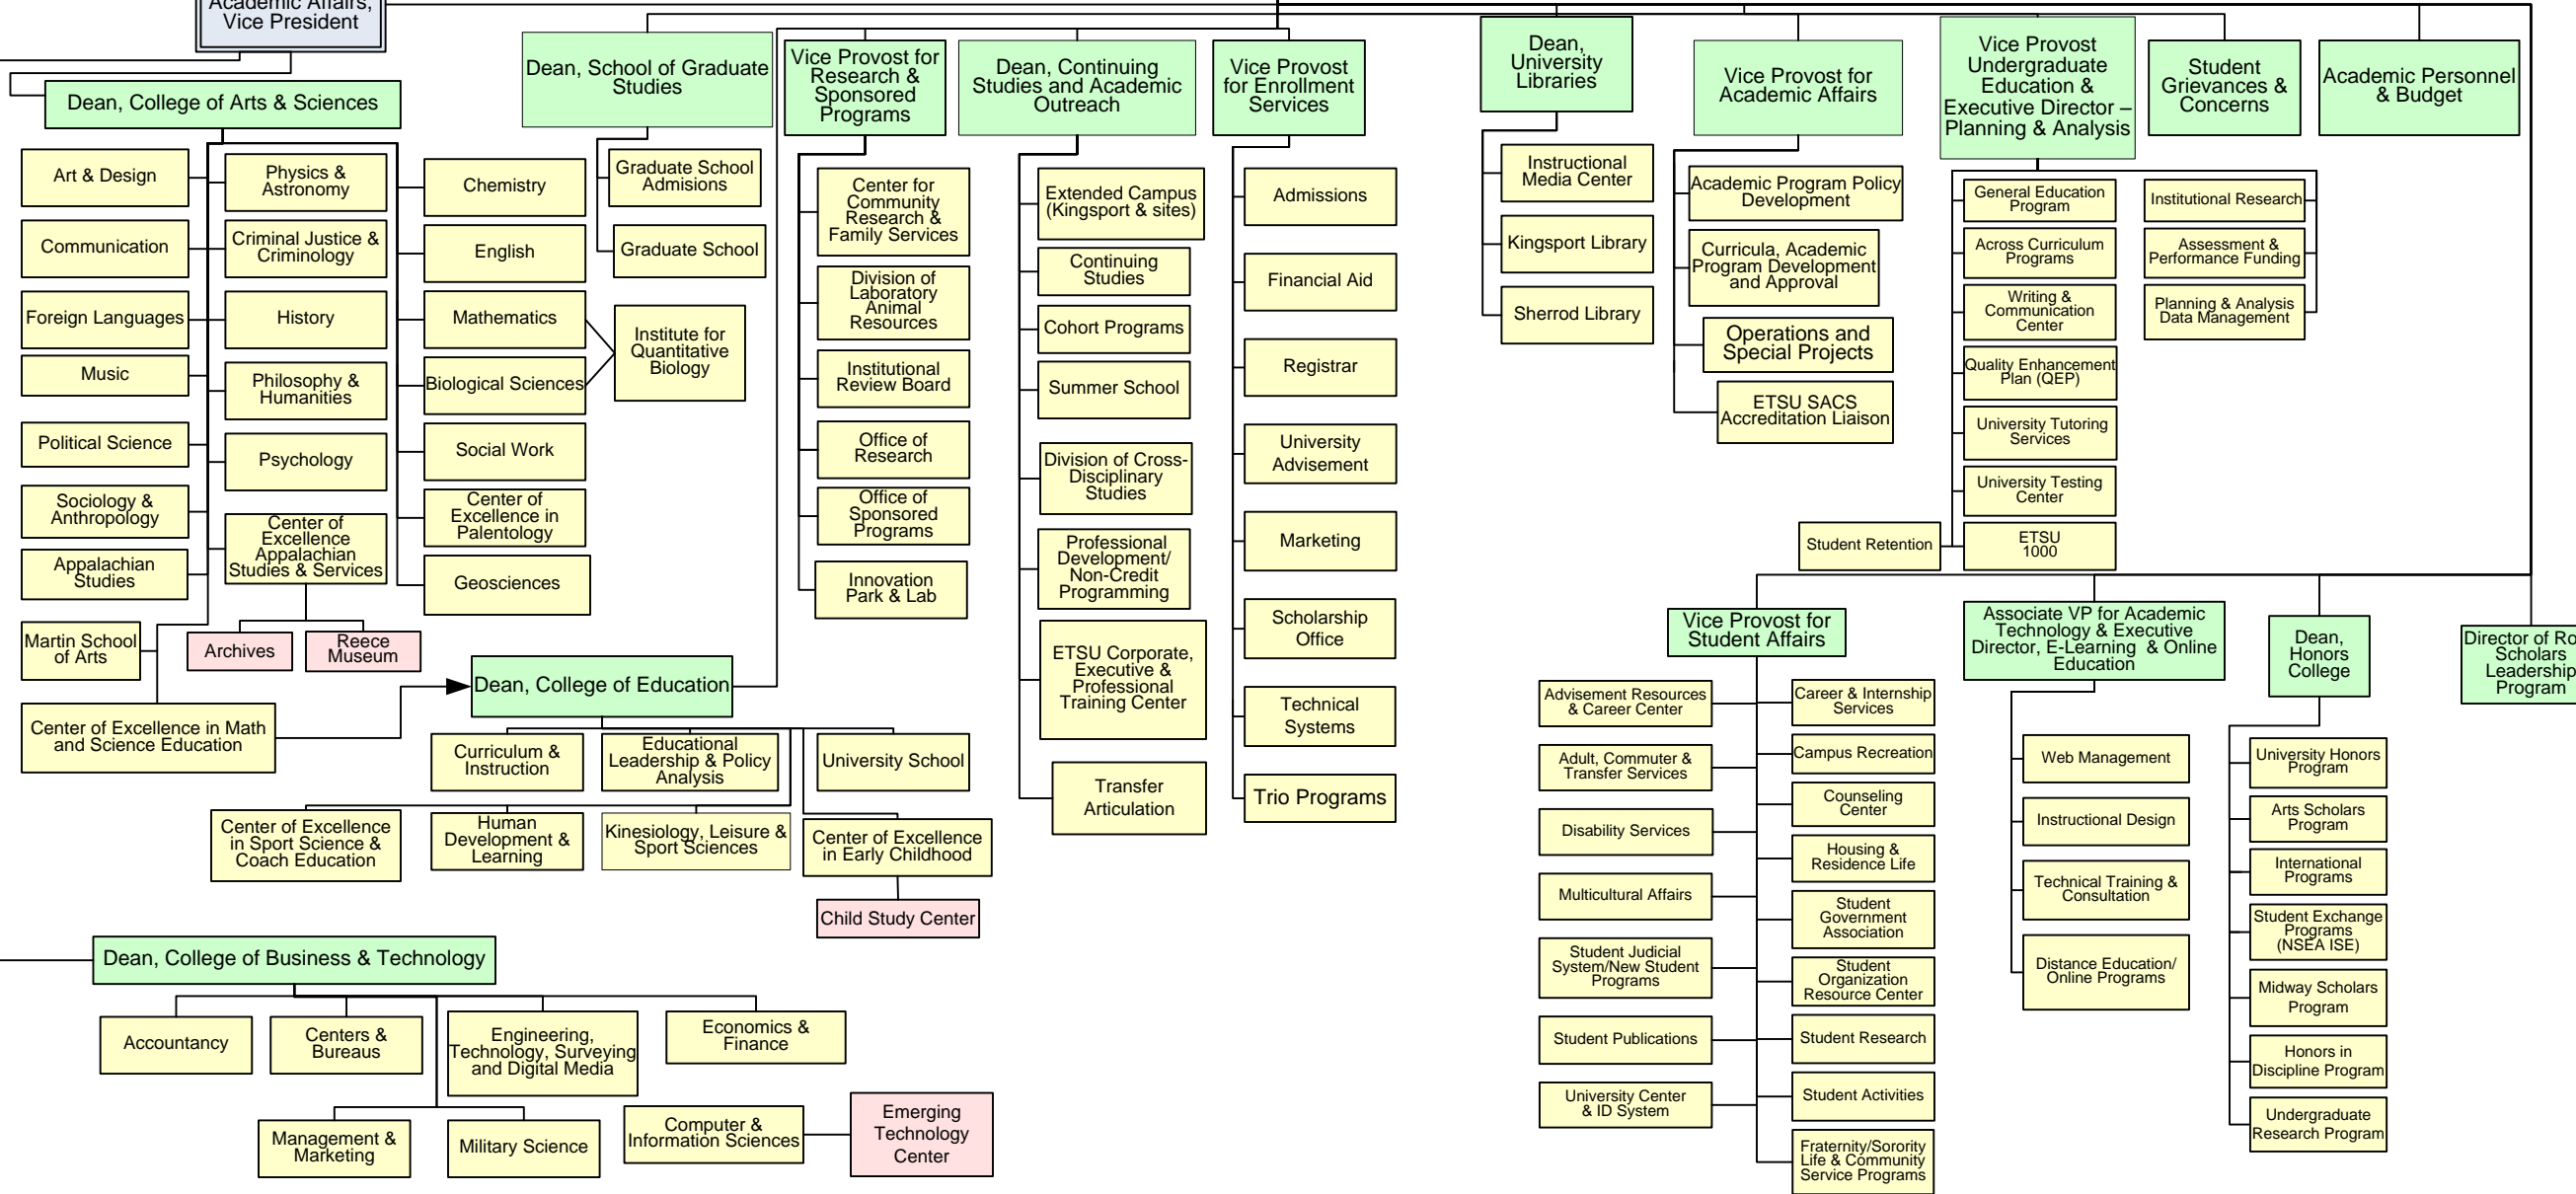 Academic Affairs,
Vice President
Dean, College of Arts & Sciences
Art & Design
Communication
Foreign Languages
Music
Political Science
Sociology &
Anthropology
Appalachian
Studies
Martin School
of Arts
Center of Excellence in Math
and Science Education
Physics &
Astronomy
Criminal Justice &
Criminology
History
Philosophy &
Humanities
Psychology
Center of
Excellence
Appalachian
Studies & Services
Archives
Reece
Museum
Chemistry
English
Mathematics
Biological Sciences
Social Work
Center of
Excellence in
Palentology
Geosciences
Institute for
Quantitative
Biology
Dean, School of Graduate
Studies
Graduate School
Admisions
Graduate School
Vice Provost for
Research &
Sponsored
Programs
Center for
Community
Research &
Family Services
Division of
Laboratory
Animal
Resources
Institutional
Review Board
Office of
Research
Office of
Sponsored
Programs
Innovation
Park & Lab
Dean, Continuing
Studies and Academic
Outreach
Extended Campus
(Kingsport & sites)
Continuing
Studies
Cohort Programs
Summer School
Division of Cross-
Disciplinary
Studies
Professional
Development/
Non-Credit
Programming
ETSU Corporate,
Executive &
Professional
Training Center
Transfer
Articulation
Vice Provost
for Enrollment
Services
Admissions
Financial Aid
Registrar
University
Advisement
Marketing
Scholarship
Office
Technical
Systems
Trio Programs
Dean,
University
Libraries
Instructional
Media Center
Kingsport Library
Sherrod Library
Vice Provost for
Academic Affairs
Academic Program Policy
Development
Curricula, Academic
Program Development
and Approval
Operations and
Special Projects
ETSU SACS
Accreditation Liaison
Vice Provost
Undergraduate
Education &
Executive Director –
Planning & Analysis
General Education
Program
Across Curriculum
Programs
Writing &
Communication
Center
Quality Enhancement
Plan (QEP)
University Tutoring
Services
University Testing
Center
ETSU
1000
Student Retention
Institutional Research
Assessment &
Performance Funding
Planning & Analysis
Data Management
Student
Grievances &
Concerns
Academic Personnel
& Budget
Dean, College of Education
Curriculum &
Instruction
Educational
Leadership & Policy
Analysis
University School
Center of Excellence
in Sport Science &
Coach Education
Human
Development &
Learning
Kinesiology, Leisure &
Sport Sciences
Center of Excellence
in Early Childhood
Child Study Center
Dean, College of Business & Technology
Accountancy
Centers &
Bureaus
Engineering,
Technology, Surveying
and Digital Media
Economics &
Finance
Management &
Marketing
Military Science
Computer &
Information Sciences
Emerging
Technology
Center
Vice Provost for
Student Affairs
Advisement Resources
& Career Center
Adult, Commuter &
Transfer Services
Disability Services
Multicultural Affairs
Student Judicial
System/New Student
Programs
Student Publications
University Center
& ID System
Career & Internship
Services
Campus Recreation
Counseling
Center
Housing &
Residence Life
Student
Government
Association
Student
Organization
Resource Center
Student Research
Student Activities
Fraternity/Sorority
Life & Community
Service Programs
Associate VP for Academic
Technology & Executive
Director, E-Learning & Online
Education
Web Management
Instructional Design
Technical Training &
Consultation
Distance Education/
Online Programs
Dean,
Honors
College
University Honors
Program
Arts Scholars
Program
International
Programs
Student Exchange
Programs
(NSEA ISE)
Midway Scholars
Program
Honors in
Discipline Program
Undergraduate
Research Program
Director of
Scholars
Leadership
Program